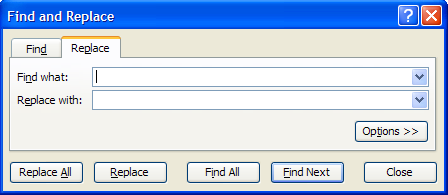 Find and Replace
Find Replace
Find what:
Replace with:
Options >>
Replace All Replace Find All Find Next Close